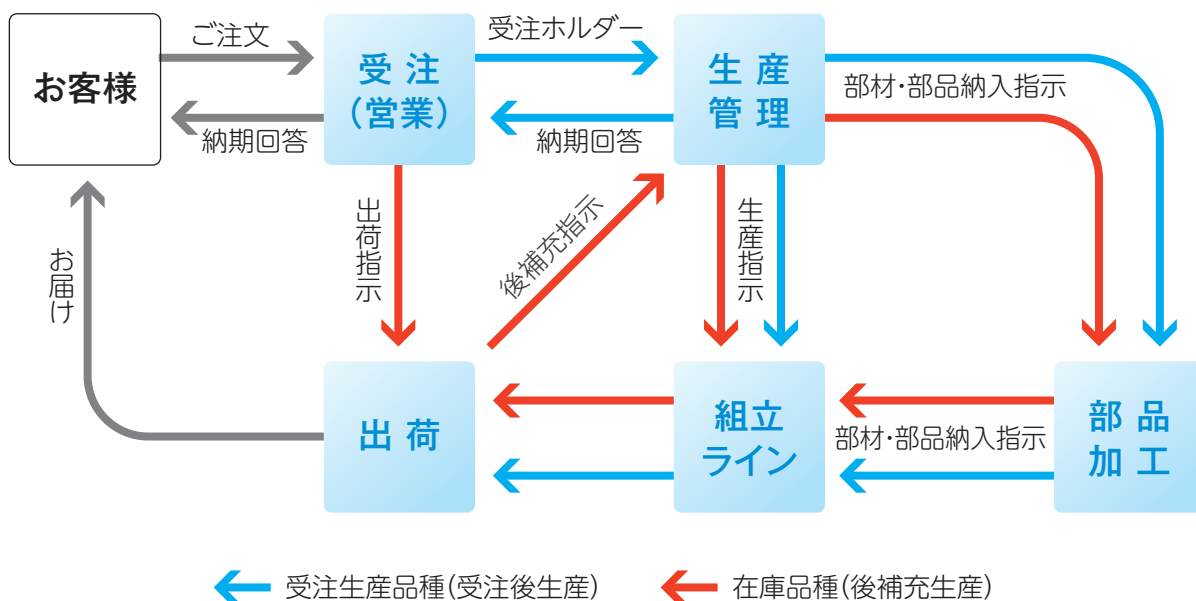 ご注文
受注ホルダー
お客様
受 注
(営業)
生 産
管 理
部材・部品納入指示
納期回答
納期回答
出荷指示
後補充指示
生産指示
お届け
出 荷
組立
ライン
部材・部品納入指示
部 品
加 工
受注生産品種(受注後生産)
在庫品種(後補充生産)